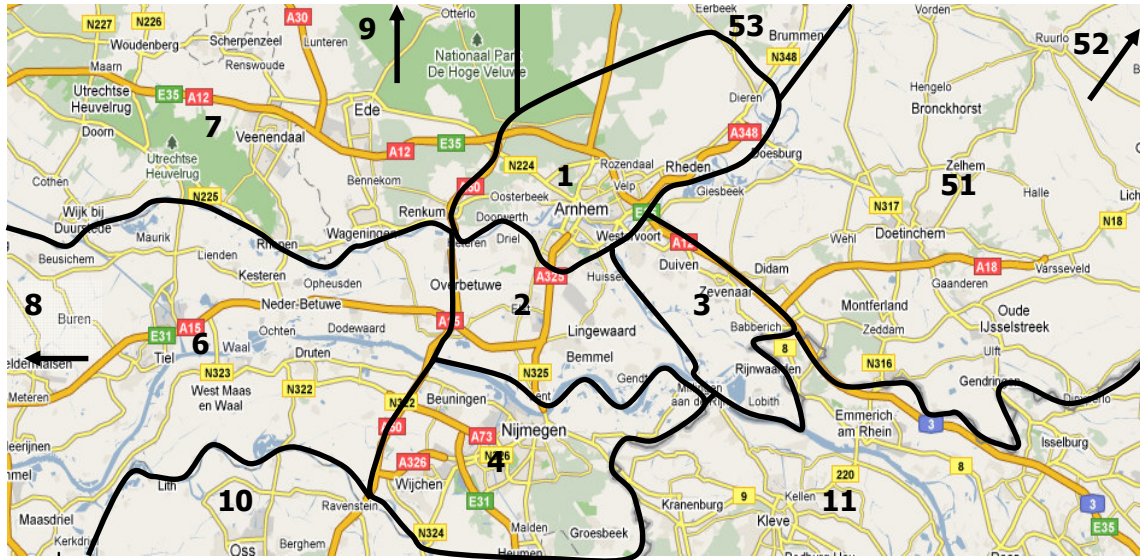 N227
N226
A30
Otterlo
9
Eerbeek
53
Vorden
Ruurlo
52
Woudenberg
Scherpenzeel
Lunteren
Nationaal Park
De Hoge Veluwe
Brummen
N348
Maarn
Renswoude
Utrechtse
Heuvelrug
E35
A12
7
Ede
Dieren
Hengelo
Bronckhorst
Doorn
Veenendaal
A12
E35
A348
Utrechtse
Heuvelrug
N224
Rozendaal
Rheden
Doesburg
Zelhem
Cothen
Bennekom
1
Velp
51
Halle
N225
Oosterbeek
Giesbeek
Wijk bij
Duurstede
Renkum
Doorwerth
Arnhem
N317
N18
Maurik
Rhenen
Wageningen
Driel
Westervoort
A12
Wehl
Doetinchem
Beusichem
Lienden
Duiven
Didam
A18
Varsseveld
Kesteren
Opheusden
Overbetuwe
A325
Zevenaar
Gaanderen
8
Neder-Betuwe
2
3
Montferland
Oude
IJsselstreek
Buren
A15
Ochten
Dodewaard
Lingewaard
Babberich
Zeddam
E31
Tiel
6
Waal
Bemmel
8
Ulft
N323
Druten
N325
Rijnwaarden
N316
Gendringen
Meteren
West Maas
en Waal
N322
Beuningen
N322
Lobith
Emmerich
am Rhein
A73
Nijmegen
3
Isselburg
A326
4
Wijchen
220
8
Lith
10
E31
Kranenburg
9
Kellen
11
3
Maasdriel
Ravenstein
N324
Malden
Groesbeek
Kleve
E35
Oss
Berghem
Heumen